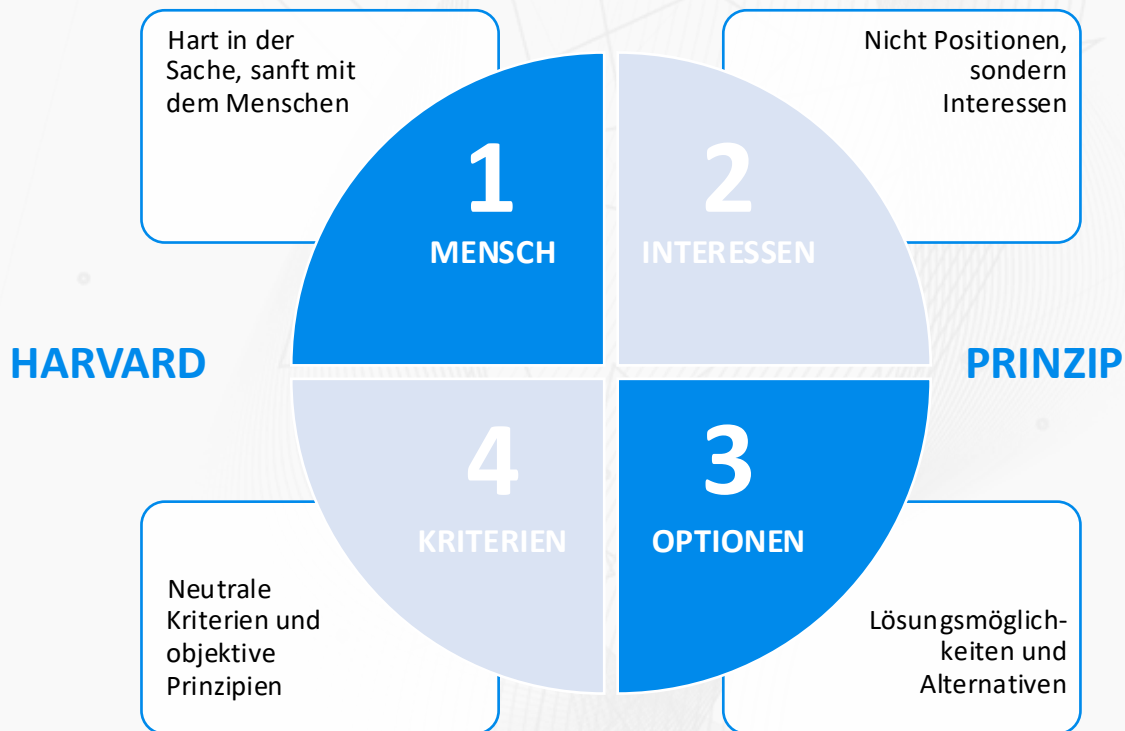 Hart in der
Sache, sanft mit
dem Menschen
Nicht Positionen,
sondern
Interessen
1
MENSCH
2
INTERESSEN
HARVARD
PRINZIP
4
KRITERIEN
3
OPTIONEN
Neutrale
Kriterien und
objektive
Prinzipien
Lösungsmöglich-
keiten und
Alternativen